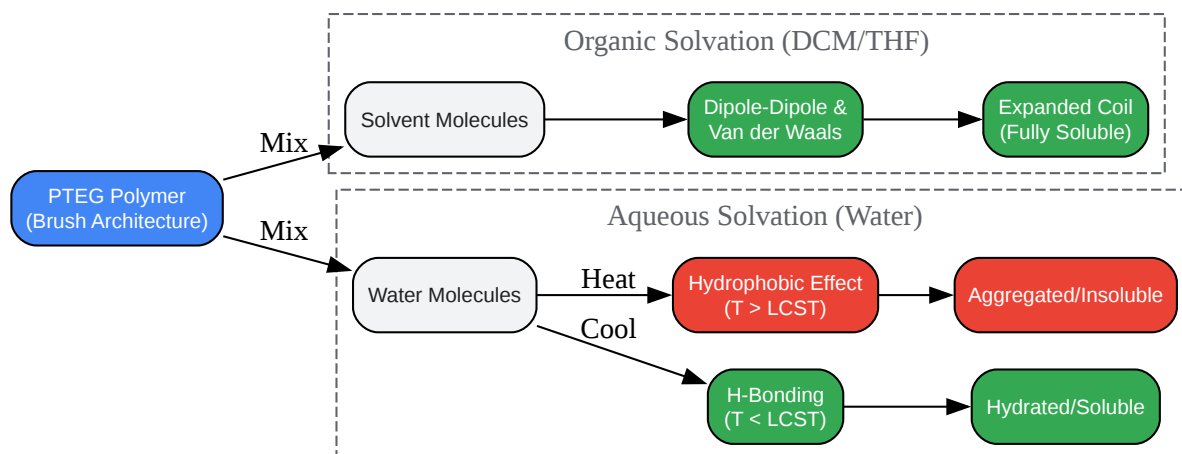 Organic Solvation (DCM/THF)
Solvent Molecules
Dipole-Dipole &
Van der Waals
Expanded Coil
(Fully Soluble)
Mix
PTEG Polymer
(Brush Architecture)
Mix
Aqueous Solvation (Water)
Water Molecules
Heat
Hydrophobic Effect
(T > LCST)
Aggregated/Insoluble
Cool
H-Bonding
(T < LCST)
Hydrated/Soluble